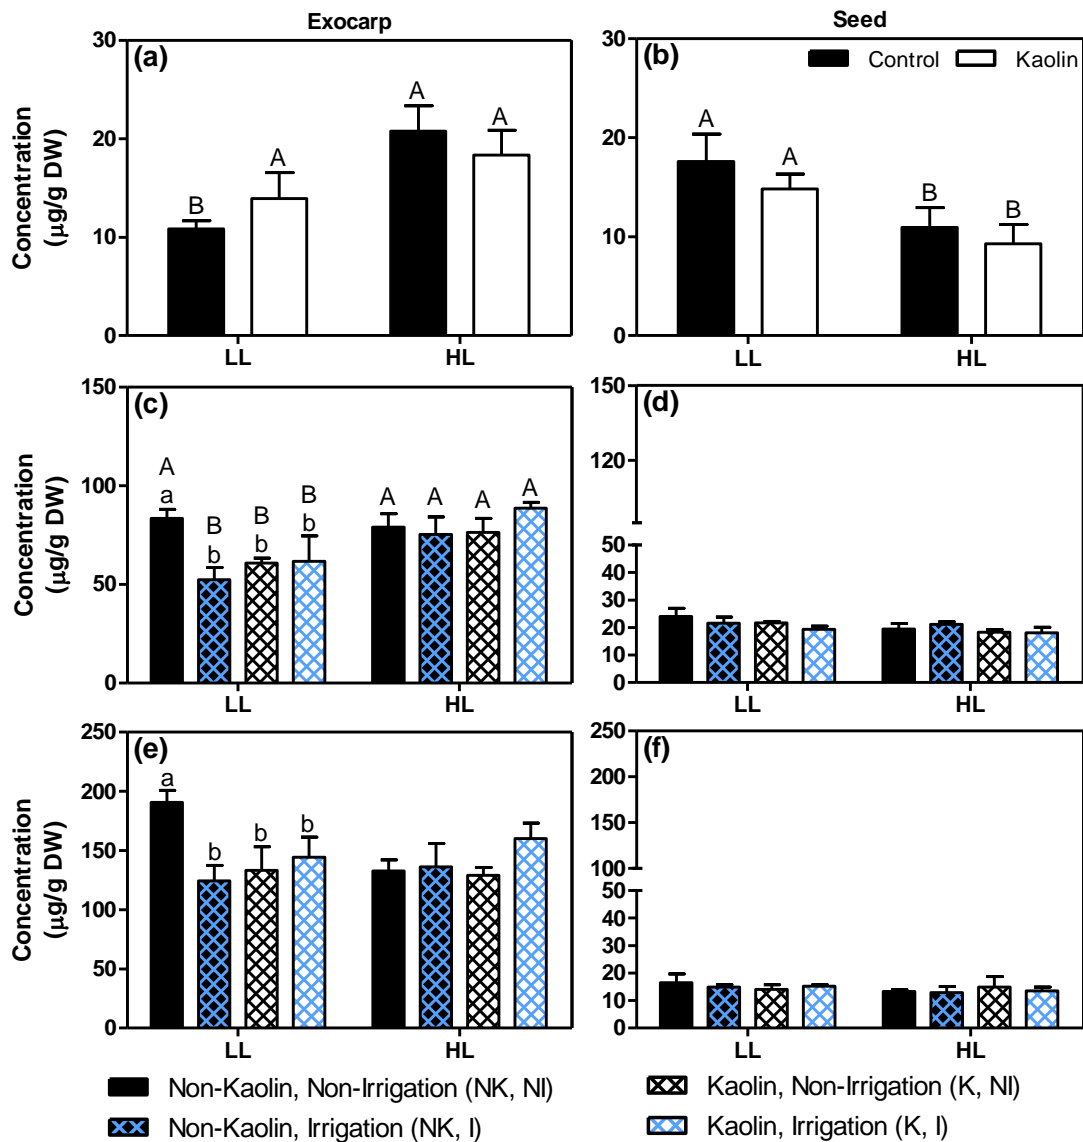 Exocarp
Seed
Concentration
(µg/g DW)
30
20
10
0
(a)
B
A
A
A
LL
HL
30
20
10
0
(b)
Control
Kaolin
A
A
B
B
LL
HL
Concentration
(µg/g DW)
150
100
50
0
(c)
A
a
B
b
B
b
B
b
A
A
A
A
LL
HL
150
120
50
40
30
20
10
0
(d)
LL
HL
Concentration
(µg/g DW)
250
200
150
100
50
0
(e)
a
b
b
b
LL
HL
250
200
150
100
50
40
30
20
10
0
(f)
LL
HL
Non-Kaolin, Non-Irrigation (NK, NI)
Kaolin, Non-Irrigation (K, NI)
Non-Kaolin, Irrigation (NK, I)
Kaolin, Irrigation (K, I)